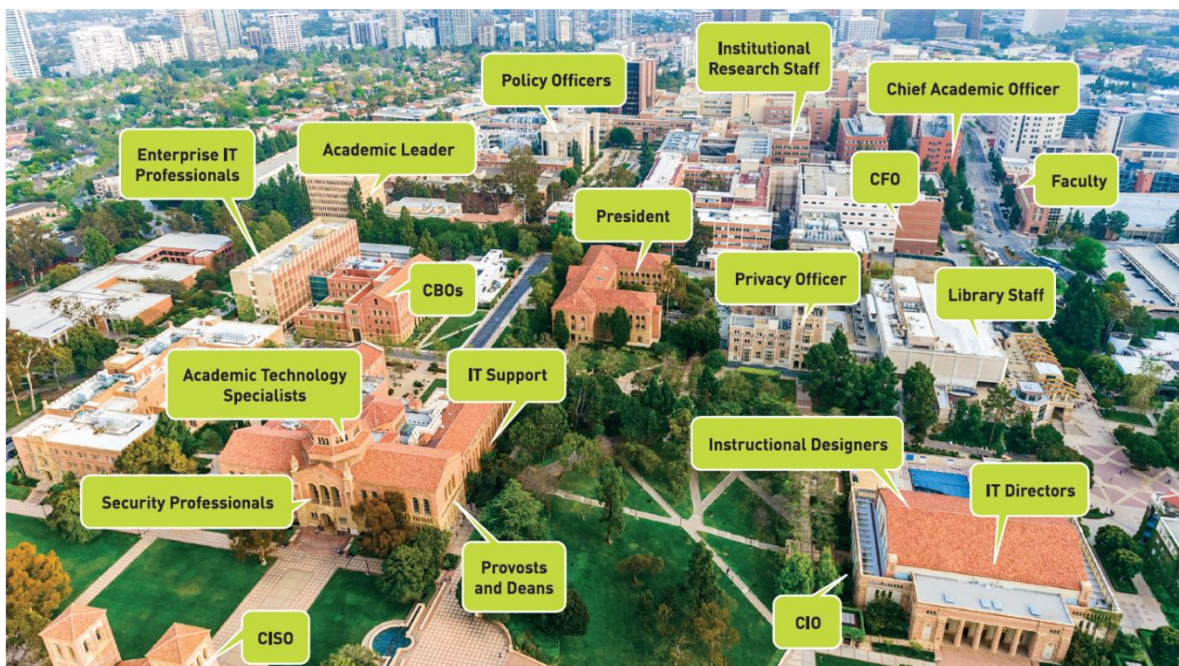 Institutional
Research Staff
Policy Officers
Chief Academic Officer
Enterprise IT
Professionals
Academic Leader
CFO
Faculty
President
CBOs
Privacy Officer
Library Staff
Academic Technology
Specialists
IT Support
Instructional Designers
Security Professionals
IT Directors
Provosts
and Deans
CIO
CISO